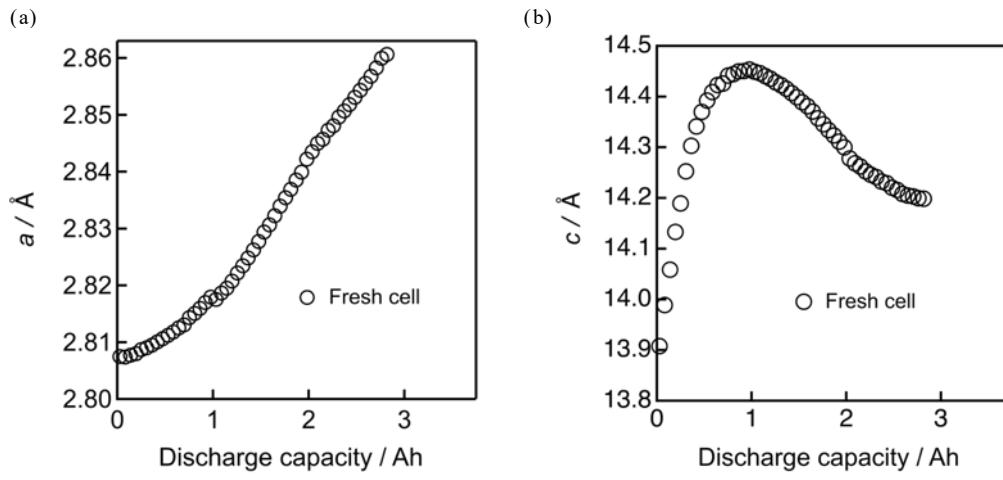 (a)
2.86
2.85
2.84
2.83
2.82
2.81
2.80
a / Å
0 1 2 3
Discharge capacity / Ah
Fresh cell
(b)
14.5
14.4
14.3
14.2
14.1
14.0
13.9
13.8
c / Å
0 1 2 3
Discharge capacity / Ah
Fresh cell